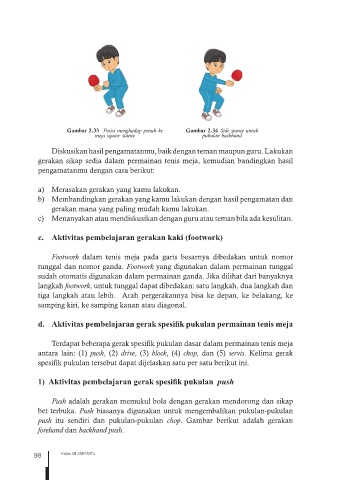 Gambar 2.33 Posisi menghadap penuh ke
meja square stance
Gambar 2.34 Side stance untuk
pukulan backhand
Diskusikan hasil pengamatanmu, baik dengan teman maupun guru. Lakukan
gerakan sikap sedia dalam permainan tenis meja, kemudian bandingkan hasil
pengamatanmu dengan cara berikut:
a) Merasakan gerakan yang kamu lakukan.
b) Membandingkan gerakan yang kamu lakukan dengan hasil pengamatan dan
gerakan mana yang paling mudah kamu lakukan.
c) Menanyakan atau mendiskusikan dengan guru atau teman bila ada kesulitan.
c. Aktivitas pembelajaran gerakan kaki (footwork)
Footwork dalam tenis meja pada garis besarnya dibedakan untuk nomor
tunggal dan nomor ganda. Footwork yang digunakan dalam permainan tunggal
sudah otomatis digunakan dalam permainan ganda. Jika dilihat dari banyaknya
langkah footwork, untuk tunggal dapat dibedakan: satu langkah, dua langkah dan
tiga langkah atau lebih. Arah pergerakannya bisa ke depan, ke belakang, ke
samping kiri, ke samping kanan atau diagonal.
d. Aktivitas pembelajaran gerak spesifik pukulan permainan tenis meja
Terdapat beberapa gerak spesifik pukulan dasar dalam permainan tenis meja
antara lain: (1) push, (2) drive, (3) block, (4) chop, dan (5) servis. Kelima gerak
spesifik pukulan tersebut dapat dijelaskan satu per satu berikut ini.
1) Aktivitas pembelajaran gerak spesifik pukulan push
Push adalah gerakan memukul bola dengan gerakan mendorong dan sikap
bet terbuka. Push biasanya digunakan untuk mengembalikan pukulan-pukulan
push itu sendiri dan pukulan-pukulan chop. Gambar berikut adalah gerakan
forehand dan backhand push.
98 Kelas VII SMP/MTs